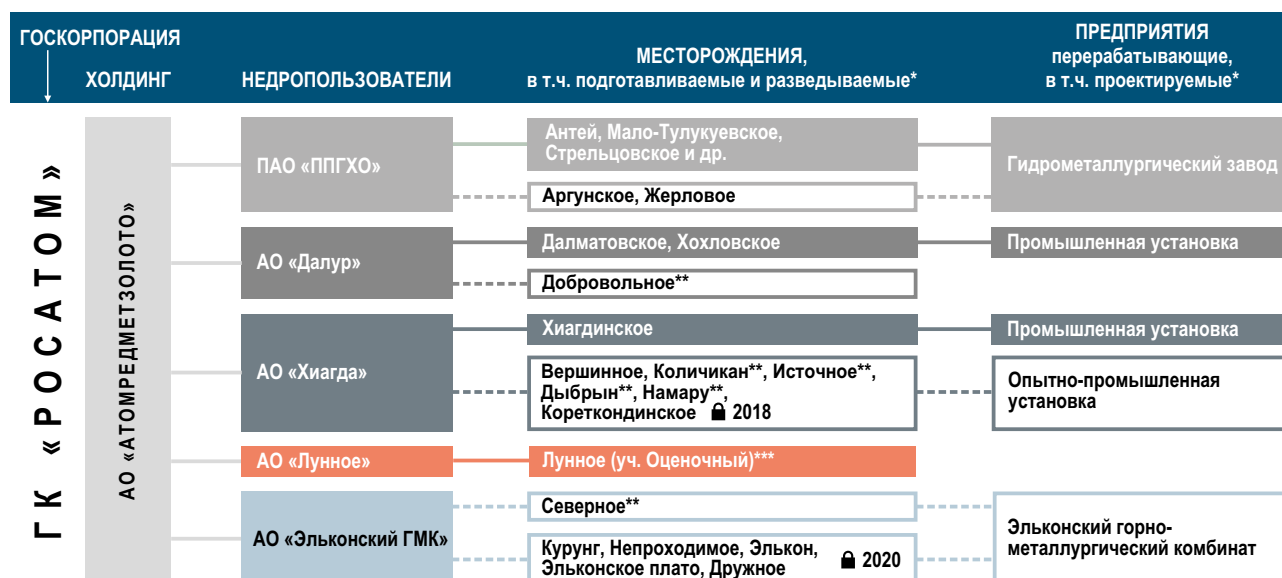 ГОСКОРПОРАЦИЯ
ХОЛДИНГ
НЕДРОПОЛЬЗОВАТЕЛИ
МЕСТОРОЖДЕНИЯ,
в т.ч. подготавливаемые и разведываемые*
ПРЕДПРИЯТИЯ
перерабатывающие,
в т.ч. проектируемые*
ГК «РОСАТОМ»
АО «АТОМРЕДМЕТЗОЛОТО»
ПАО «ППГХО»
Антей, Мало-Тулукуевское,
Стрельцовское и др.
Гидрометаллургический завод
Аргунское, Жерловое
АО «Далур»
Далматовское, Хохловское
Промышленная установка
Добровольное**
АО «Хиагда»
Хиагдинское
Промышленная установка
Вершинное, Количикан**, Источное**,
Дыбрын**, Намару**,
Кореткондинское 2018
Опытно-промышленная
установка
АО «Лунное»
Лунное (уч. Оценочный)***
АО «Эльконский ГМК»
Северное**
Курунг, Непроходимое, Элькон,
Эльконское плато, Дружное
2020
Эльконский горно-
металлургический комбинат